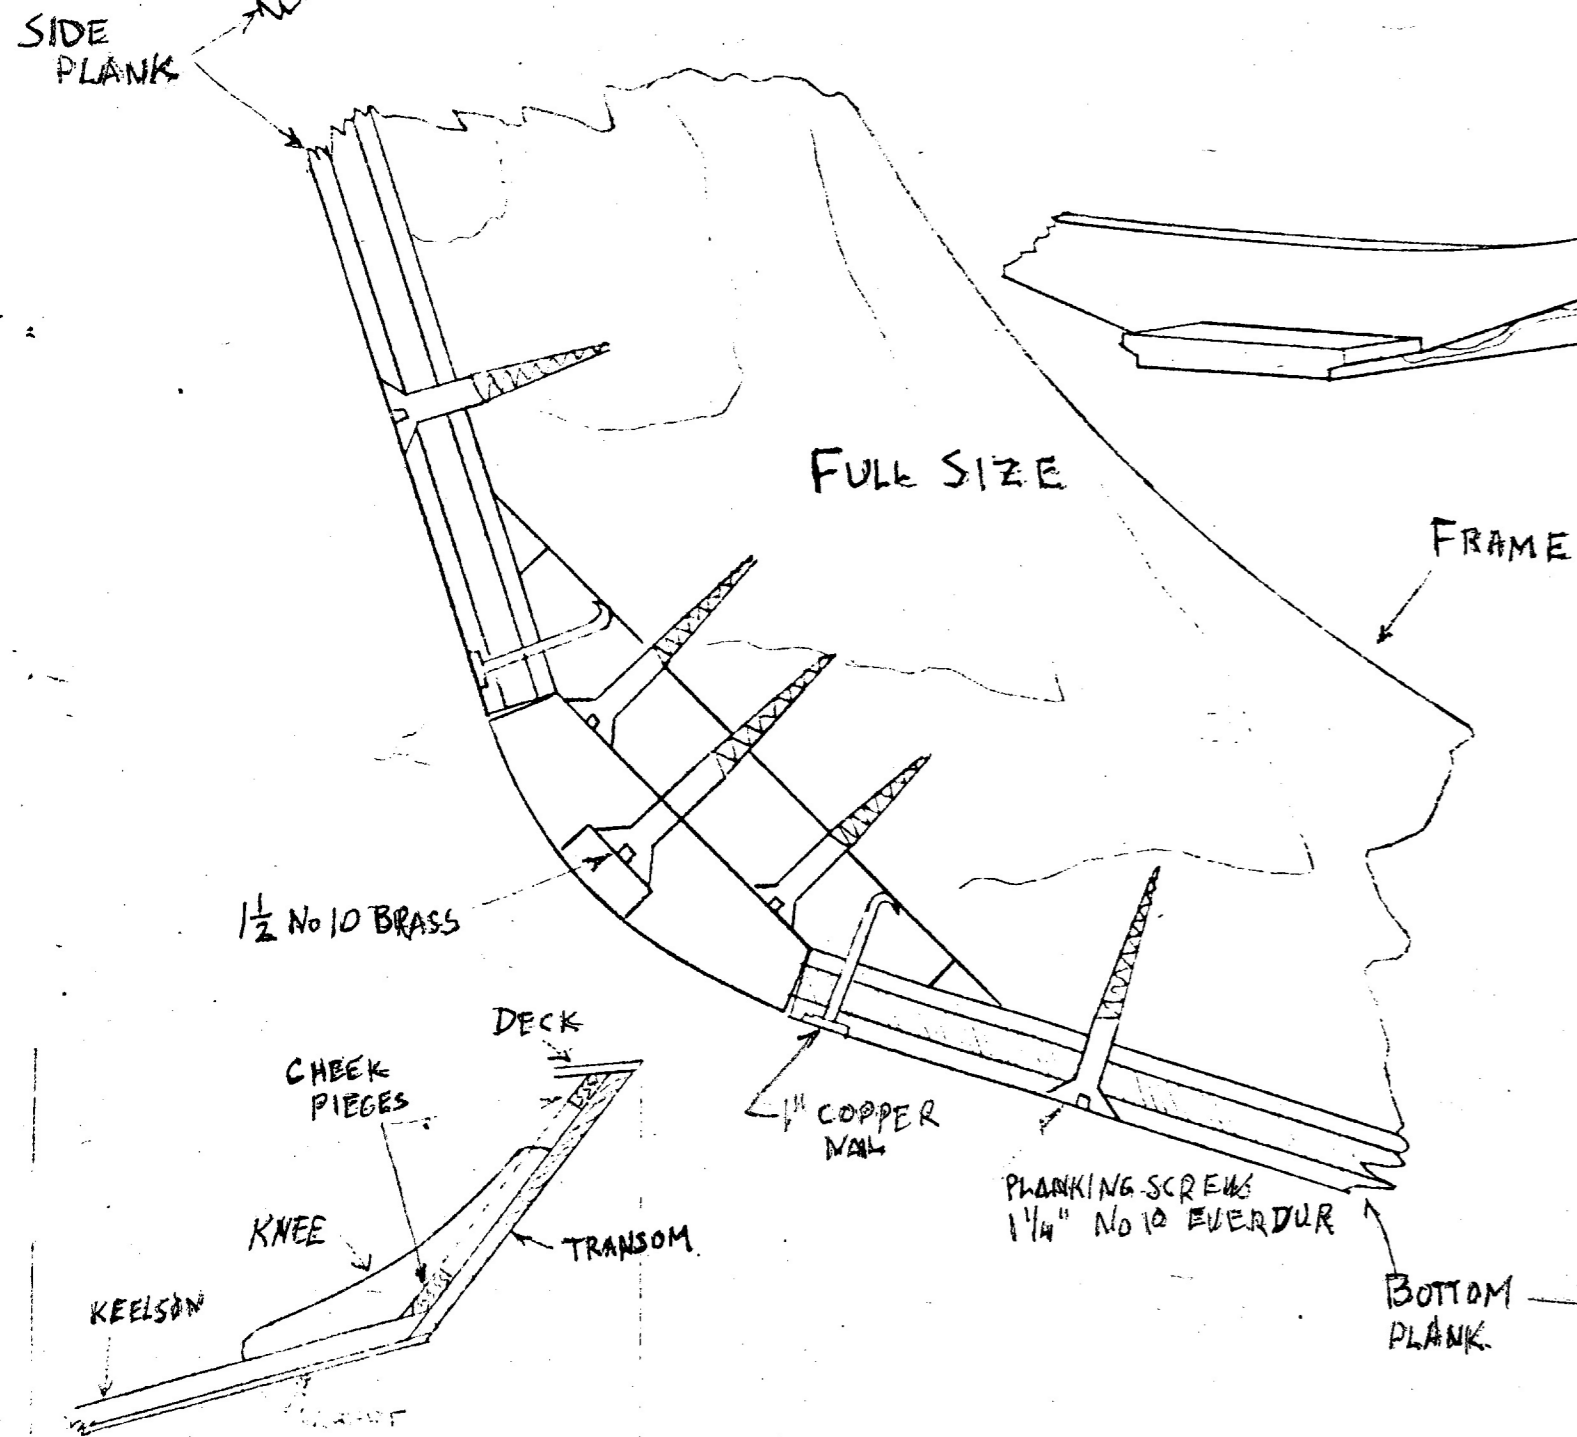 SIDE
PLANK
FULL SIZE
FRAME
1½ No 10 BRASS
DECK
CHEEK
PIECES
1" COPPER
NAIL
PLANKING SCREWS
1¼" No 10 EVERDUR
KNEE
TRANSOM.
KEELSON
BOTTOM
PLANK.